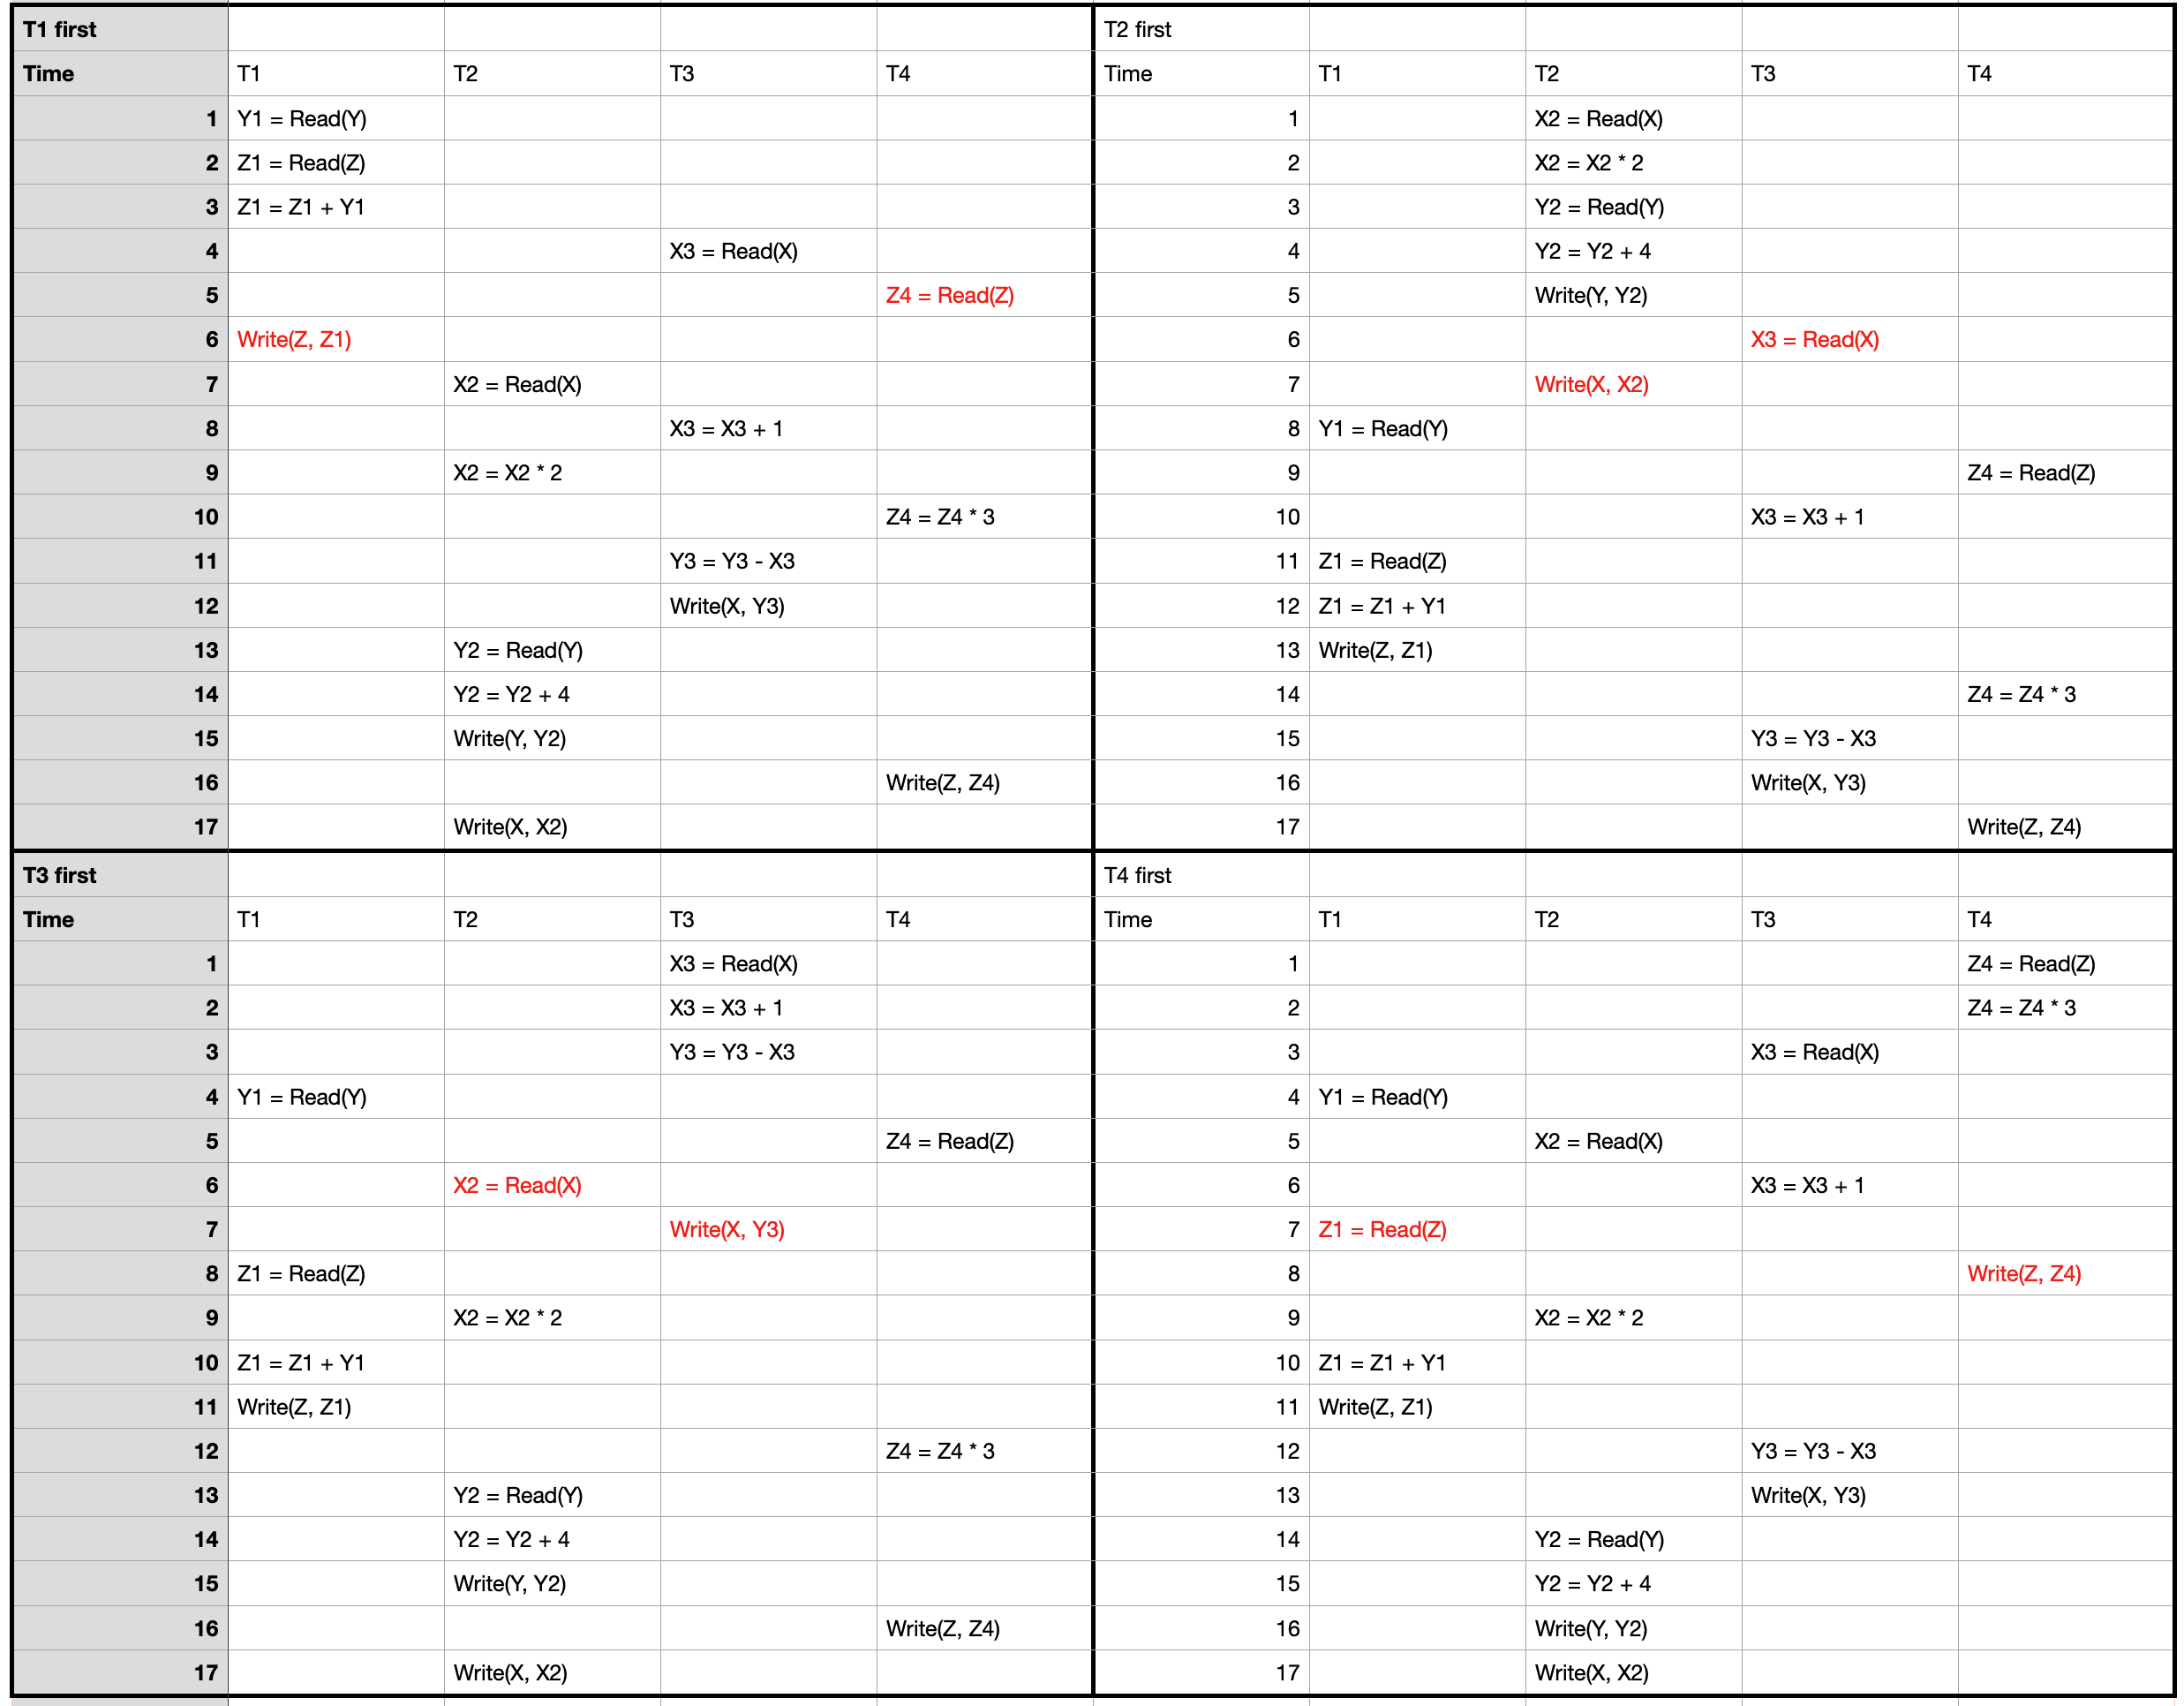 T1 first T2 first
Time T1 T2 T3 T4 Time T1 T2 T3 T4
1 Y1 = Read(Y) 1 X2 = Read(X)
2 Z1 = Read(Z) 2 X2 = X2 * 2
3 Z1 = Z1 + Y1 3 Y2 = Read(Y)
4 X3 = Read(X) 4 Y2 = Y2 + 4
5 Z4 = Read(Z) 5 Write(Y, Y2)
6 Write(Z, Z1) 6 X3 = Read(X)
7 X2 = Read(X) 7 Write(X, X2)
8 X3 = X3 + 1 8 Y1 = Read(Y)
9 X2 = X2 * 2 9 Z4 = Read(Z)
10 Z4 = Z4 * 3 10 X3 = X3 + 1
11 Y3 = Y3 - X3 11 Z1 = Read(Z)
12 Write(X, Y3) 12 Z1 = Z1 + Y1
13 Y2 = Read(Y) 13 Write(Z, Z1)
14 Y2 = Y2 + 4 14 Z4 = Z4 * 3
15 Write(Y, Y2) 15 Y3 = Y3 - X3
16 Write(Z, Z4) 16 Write(X, Y3)
17 Write(X, X2) 17 Write(Z, Z4)
T3 first T4 first
Time T1 T2 T3 T4 Time T1 T2 T3 T4
1 X3 = Read(X) 1 Z4 = Read(Z)
2 X3 = X3 + 1 2 Z4 = Z4 * 3
3 Y3 = Y3 - X3 3 X3 = Read(X)
4 Y1 = Read(Y) 4 Y1 = Read(Y)
5 Z4 = Read(Z) 5 X2 = Read(X)
6 X2 = Read(X) 6 X3 = X3 + 1
7 Write(X, Y3) 7 Z1 = Read(Z)
8 Z1 = Read(Z) 8 Write(Z, Z4)
9 X2 = X2 * 2 9 X2 = X2 * 2
10 Z1 = Z1 + Y1 10 Z1 = Z1 + Y1
11 Write(Z, Z1) 11 Write(Z, Z1)
12 Z4 = Z4 * 3 12 Y3 = Y3 - X3
13 Y2 = Read(Y) 13 Write(X, Y3)
14 Y2 = Y2 + 4 14 Y2 = Read(Y)
15 Write(Y, Y2) 15 Y2 = Y2 + 4
16 Write(Z, Z4) 16 Write(Y, Y2)
17 Write(X, X2) 17 Write(X, X2)